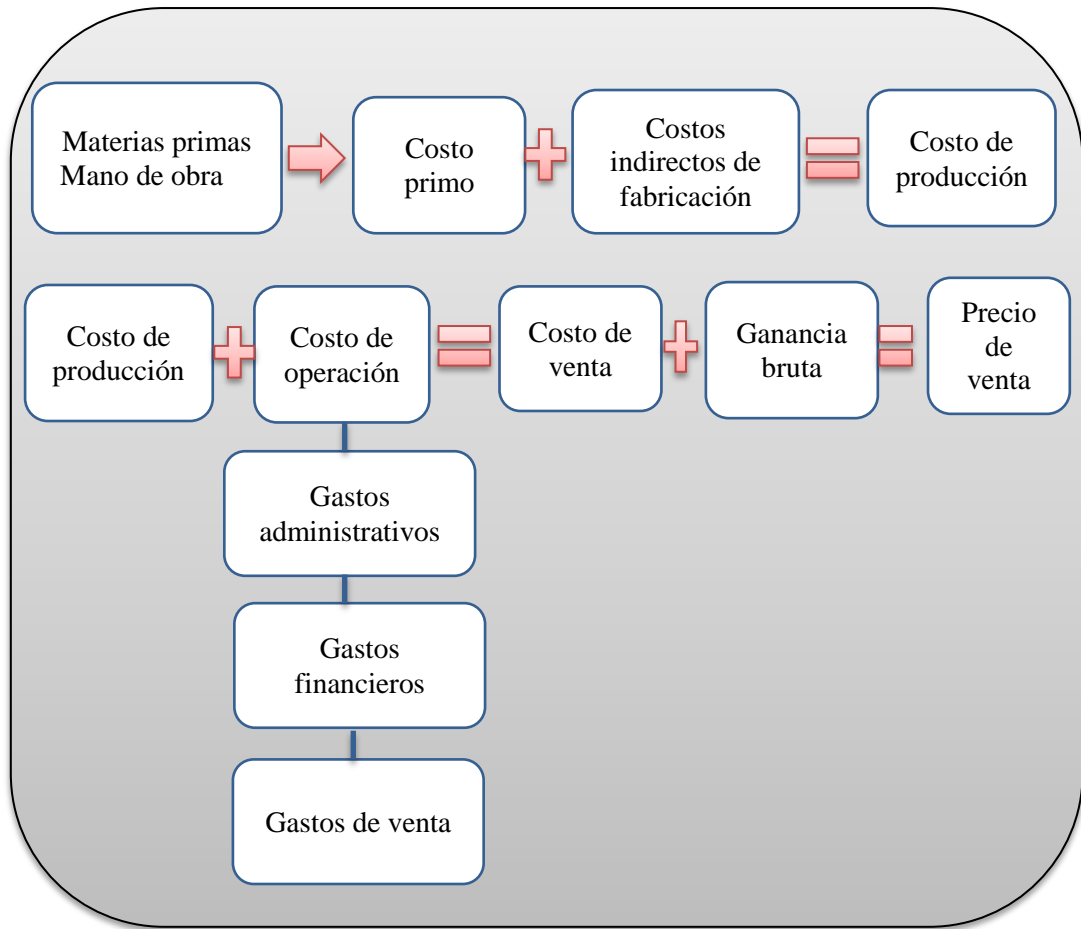 Materias primas
Mano de obra
Costo
primo
Costos
indirectos de
fabricación
Costo de
producción
Costo de
producción
Costo de
operación
Costo de
venta
Ganancia
bruta
Precio
de
venta
Gastos
administrativos
Gastos
financieros
Gastos de venta